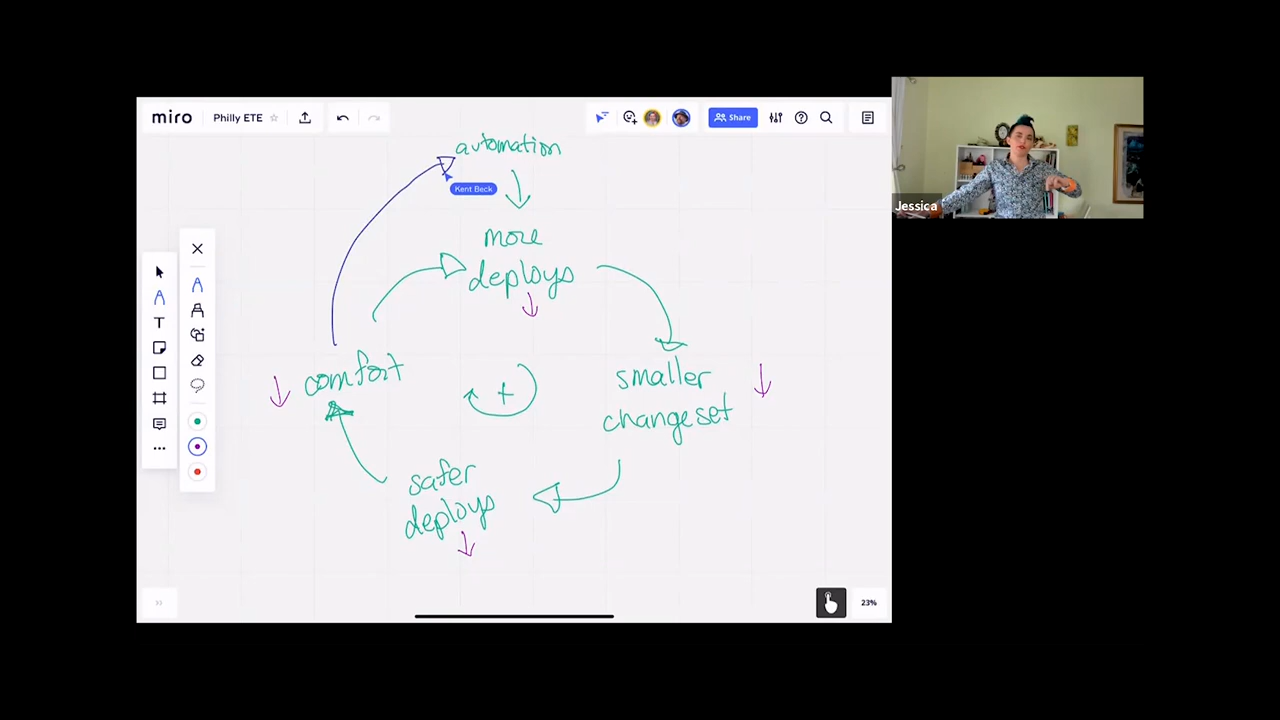 miro
Philly ETE
Share
automation
Kent Beck
more
deploys
comfort
smaller
changeset
+
safer
deploys
T
23%
Jessica